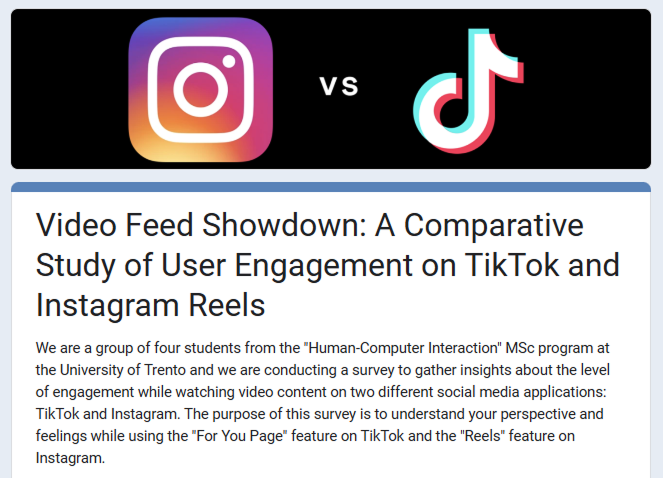 vs
Video Feed Showdown: A Comparative
Study of User Engagement on TikTok and
Instagram Reels
We are a group of four students from the "Human-Computer Interaction" MSc program at
the University of Trento and we are conducting a survey to gather insights about the level
of engagement while watching video content on two different social media applications:
TikTok and Instagram. The purpose of this survey is to understand your perspective and
feelings while using the "For You Page" feature on TikTok and the "Reels" feature on
Instagram.